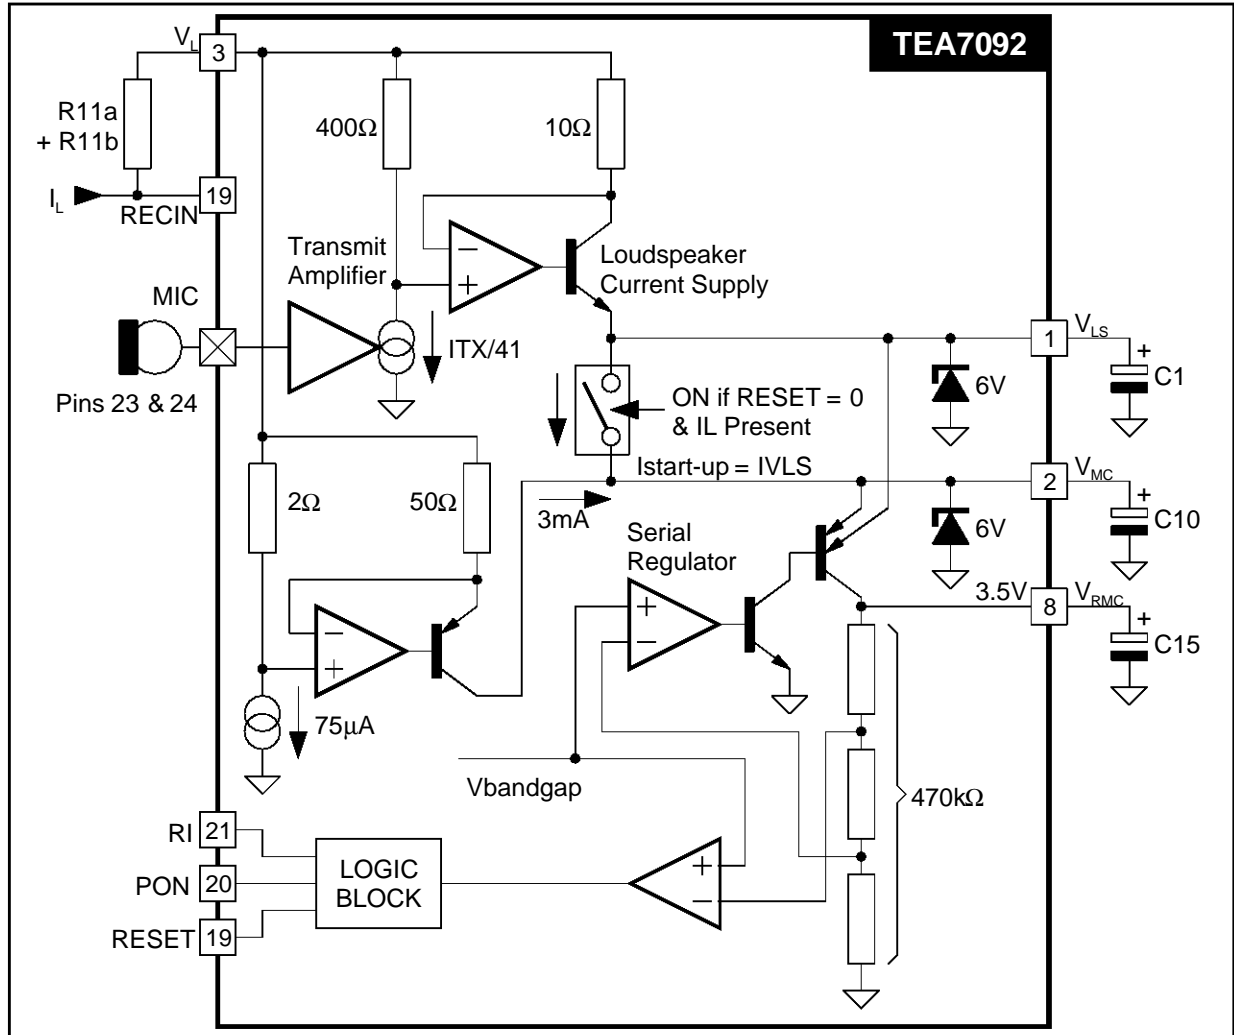 TEA7092
VL
3
R11a
+ R11b
400Ω
10Ω
IL
19
RECIN
Transmit
Amplifier
−
+
Loudspeaker
Current Supply
MIC
Pins 23 & 24
ITX/41
1
VLS
+
C1
6V
ON if RESET = 0
& IL Present
Istart-up = IVLS
2Ω
50Ω
3mA
2
VMC
+
C10
6V
Serial
Regulator
+
−
3.5V
8
VRMC
+
C15
−
+
75µA
Vbandgap
470kΩ
RI
21
PON
20
RESET
19
LOGIC
BLOCK
+
−